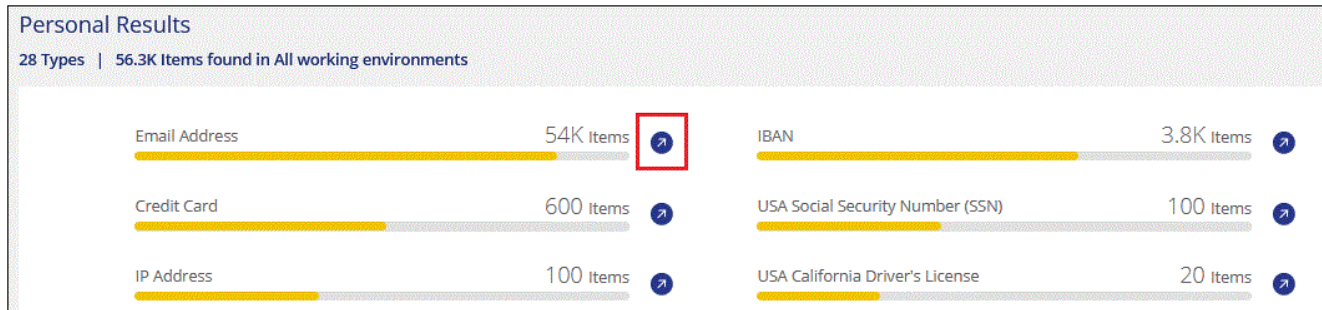 Personal Results
28 Types | 56.3K Items found in All working environments
Email Address 54K Items
IBAN 3.8K Items
Credit Card 600 Items
USA Social Security Number (SSN) 100 Items
IP Address 100 Items
USA California Driver's License 20 Items